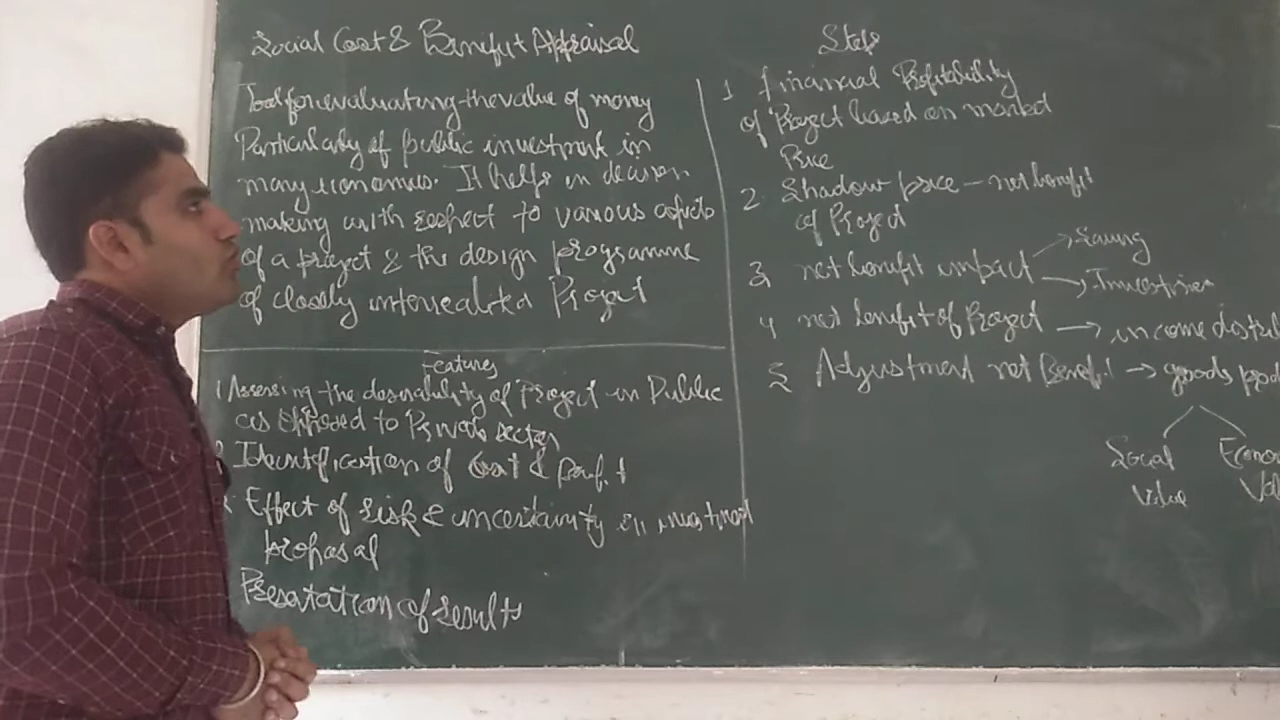 Social Cost & Benifit Appraisal
Tool for evaluating the value of money
Particularly of public investment in
many economies. It helps in decision
making with respect to various aspects
of a project & the design programme
of closely interrelated Project
Features
1 Assessing the desirability of Project in Public
as opposed to Private sector
Identification of Cost &
Effect of risk & uncertainity in investment
proposal
Presentation of results
Steps
1 financial Profitability
of Project based on market
Price
2 Shadow price - net benefit
of Project
3 net benefit impact → Saving
→ Investment
4 net benefit of Project → income distri
5 Adjustment net Benefit → goods prod
Social Econo
Value Val